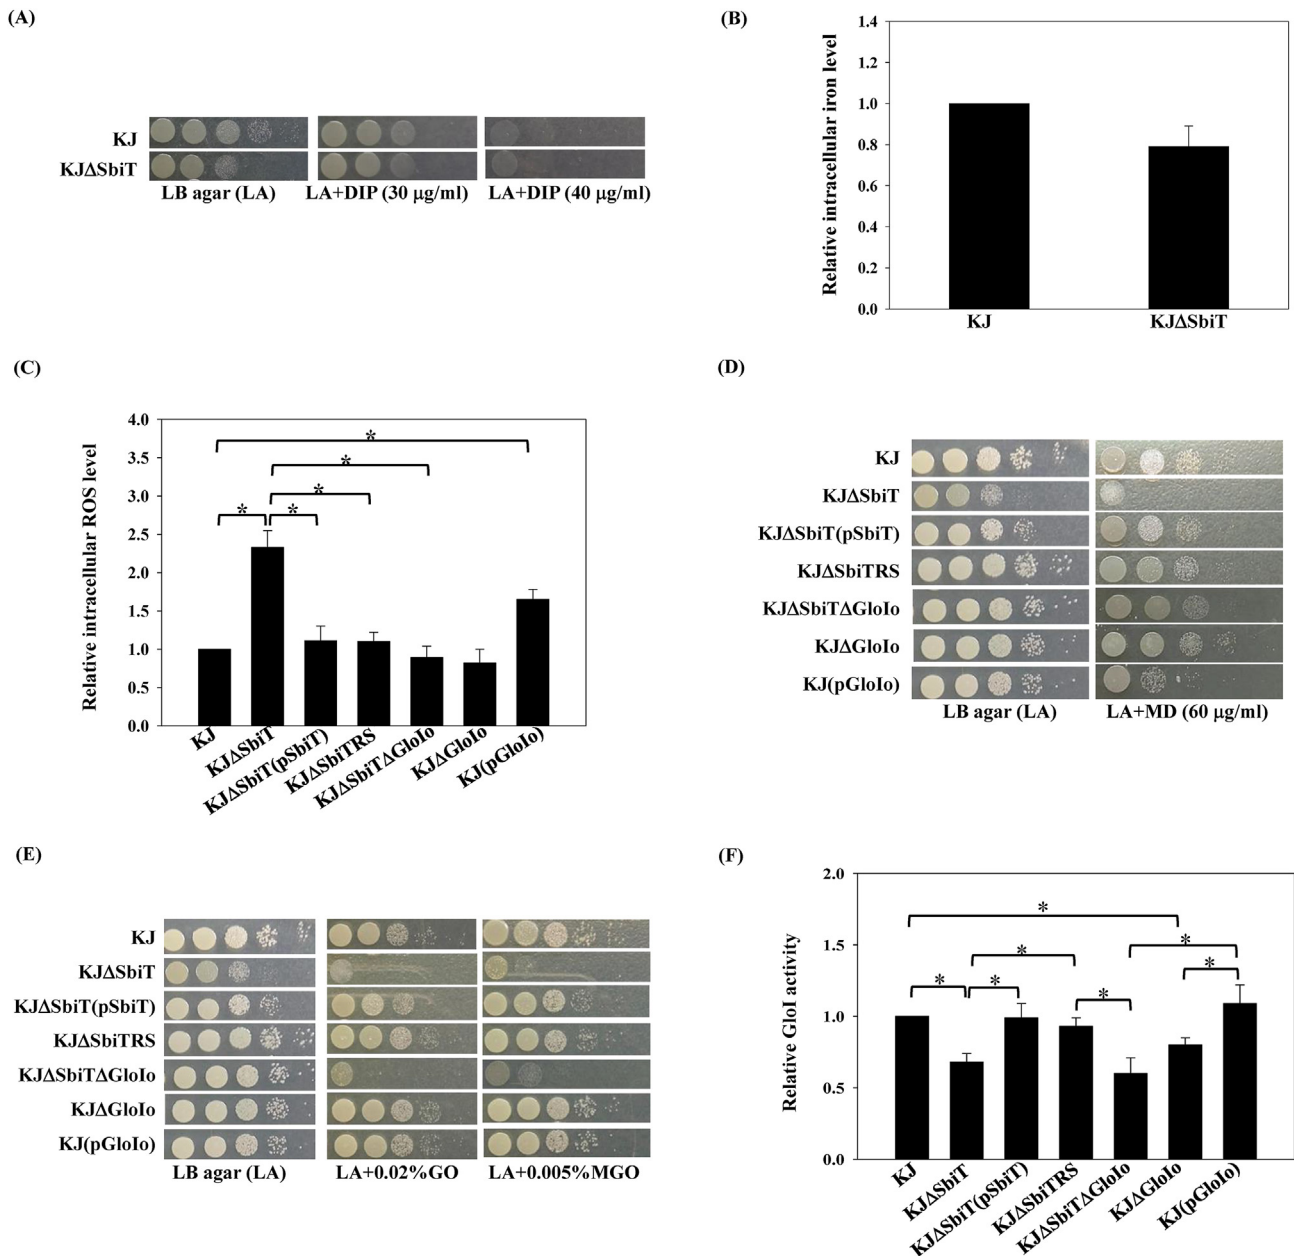 (A)
KJ
KJΔSbiT
LB agar (LA) LA+DIP (30 μg/ml) LA+DIP (40 μg/ml)
(B)
Relative intracellular iron level
1.4
1.2
1.0
0.8
0.6
0.4
0.2
0.0
KJ KJΔSbiT
(C)
Relative intracellular ROS level
4.0
3.5
3.0
2.5
2.0
1.5
1.0
0.5
0.0
*
*
*
* *
KJ
KJΔSbiT
KJΔSbiT(pSbiT)
KJΔSbiTRS
KJΔSbiTΔGloIo
KJΔGloIo
KJ(pGloIo)
(D)
KJ
KJΔSbiT
KJΔSbiT(pSbiT)
KJΔSbiTRS
KJΔSbiTΔGloIo
KJΔGloIo
KJ(pGloIo)
LB agar (LA) LA+MD (60 μg/ml)
(E)
KJ
KJΔSbiT
KJΔSbiT(pSbiT)
KJΔSbiTRS
KJΔSbiTΔGloIo
KJΔGloIo
KJ(pGloIo)
LB agar (LA) LA+0.02%GO LA+0.005%MGO
(F)
Relative GloI activity
2.0
1.5
1.0
0.5
0.0
*
* *
* * * *
KJ
KJΔSbiT
KJΔSbiT(pSbiT)
KJΔSbiTRS
KJΔSbiTΔGloIo
KJΔGloIo
KJ(pGloIo)